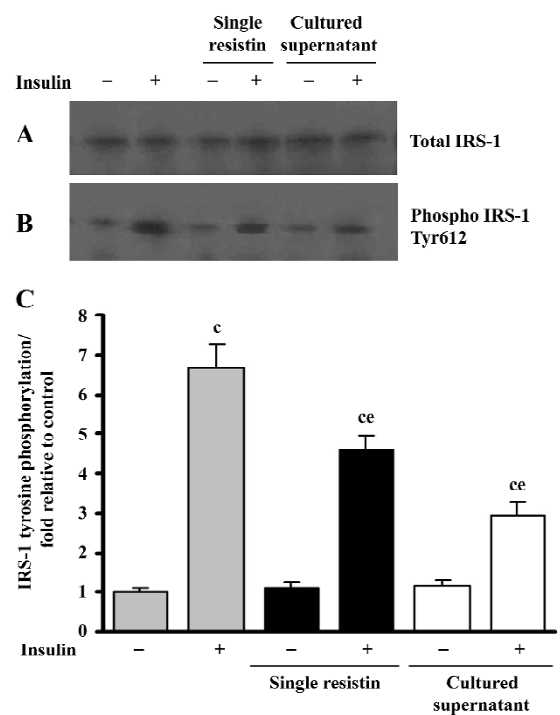 Single resistin
Cultured supernatant
Insulin – + – + – +
A
Total IRS-1
B
Phospho IRS-1
Tyr612
C
IRS-1 tyrosine phosphorylation/
fold relative to control
8
7
6
5
4
3
2
1
0
c
ce
ce
Insulin – + – + – +
Single resistin
Cultured
supernatant